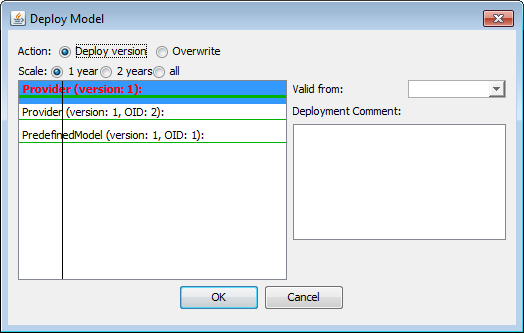 Deploy Model
Action: Deploy version Overwrite
Scale: 1 year 2 years all
Provider (version: 1):
Provider (version: 1, OID: 2):
PredefinedModel (version: 1, OID: 1):
Valid from:
Deployment Comment:
OK Cancel